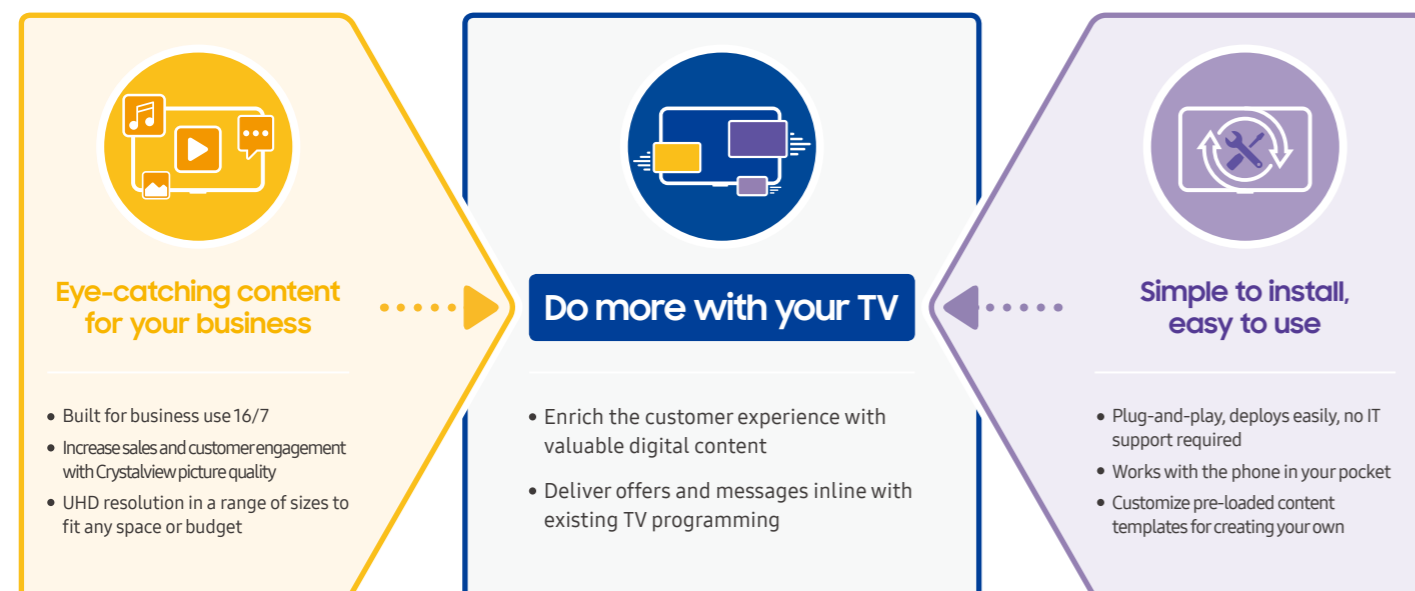 Eye-catching content
for your business
• Built for business use 16/7
• Increase sales and customer engagement
with Crystalview picture quality
• UHD resolution in a range of sizes to
fit any space or budget
Do more with your TV
• Enrich the customer experience with
valuable digital content
• Deliver offers and messages inline with
existing TV programming
Simple to install,
easy to use
• Plug-and-play, deploys easily, no IT
support required
• Works with the phone in your pocket
• Customize pre-loaded content
templates for creating your own